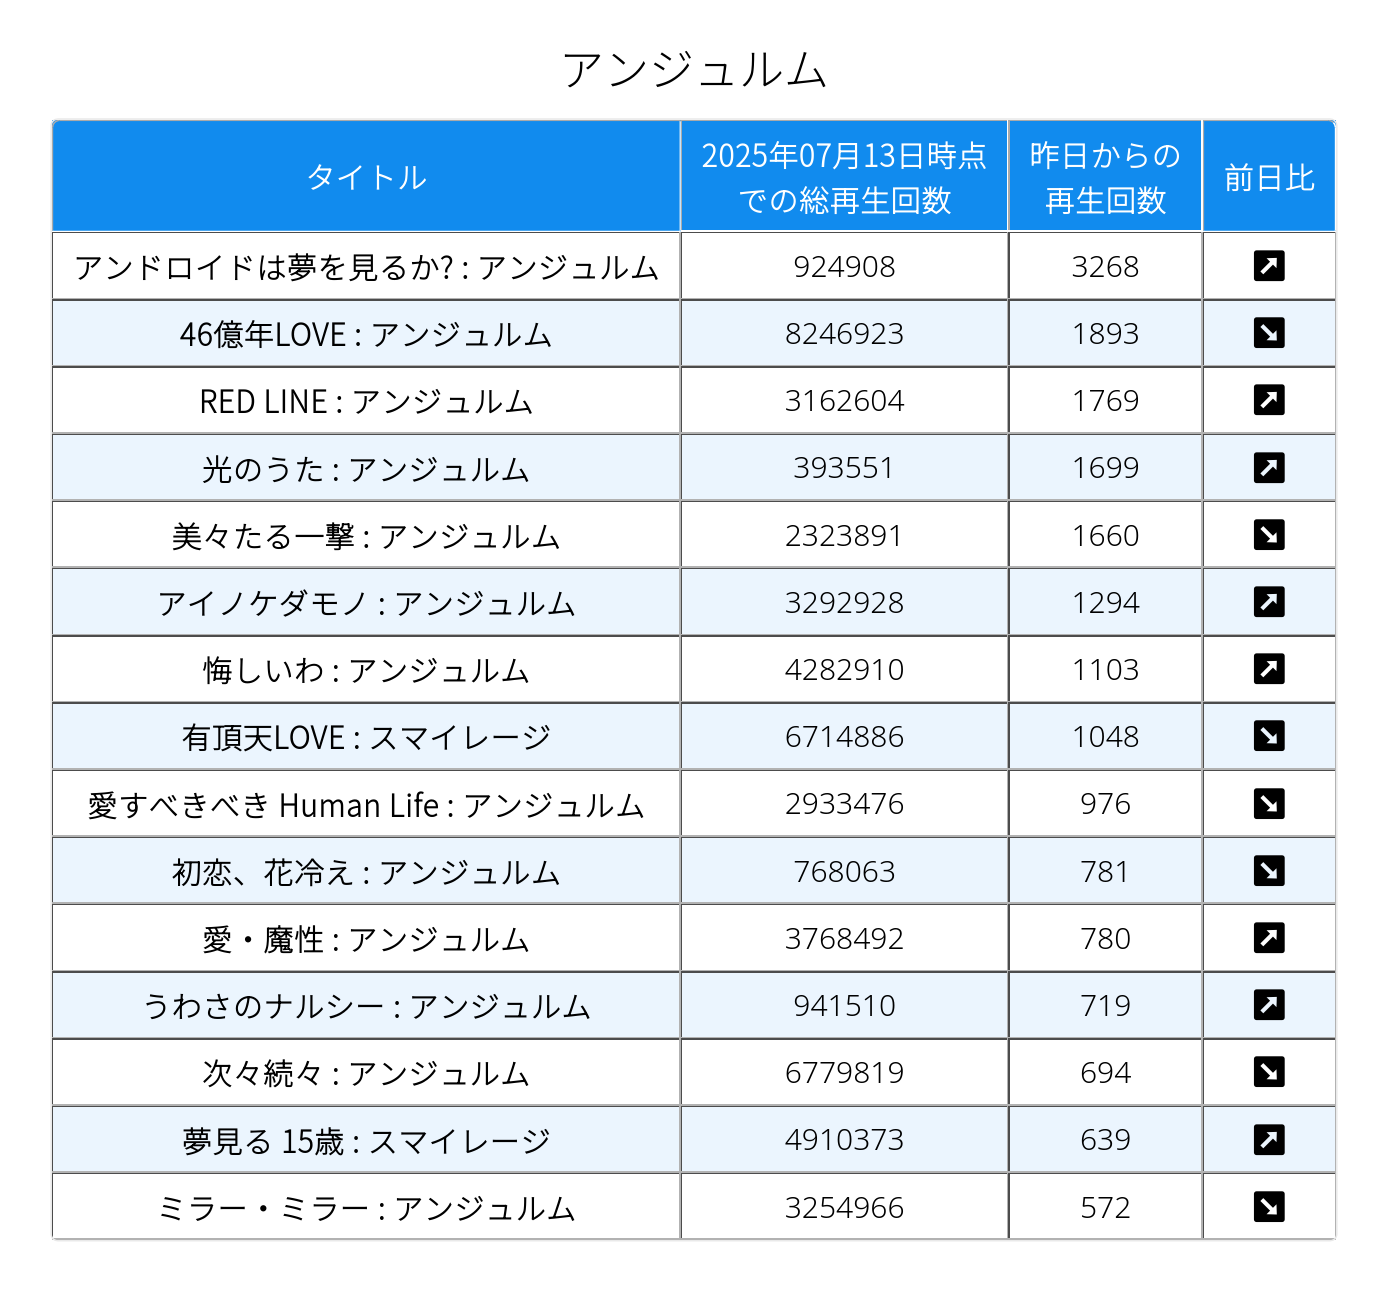 アンジュルム
タイトル 2025年07月13日時点での総再生回数 昨日からの再生回数 前日比
アンドロイドは夢を見るか? : アンジュルム 924908 3268 ↗
46億年LOVE : アンジュルム 8246923 1893 ↘
RED LINE : アンジュルム 3162604 1769 ↗
光のうた : アンジュルム 393551 1699 ↗
美々たる一撃 : アンジュルム 2323891 1660 ↘
アイノケダモノ : アンジュルム 3292928 1294 ↗
悔しいわ : アンジュルム 4282910 1103 ↗
有頂天LOVE : スマイレージ 6714886 1048 ↘
愛すべきべき Human Life : アンジュルム 2933476 976 ↘
初恋、花冷え : アンジュルム 768063 781 ↘
愛・魔性 : アンジュルム 3768492 780 ↗
うわさのナルシー : アンジュルム 941510 719 ↗
次々続々 : アンジュルム 6779819 694 ↘
夢見る 15歳 : スマイレージ 4910373 639 ↗
ミラー・ミラー : アンジュルム 3254966 572 ↘